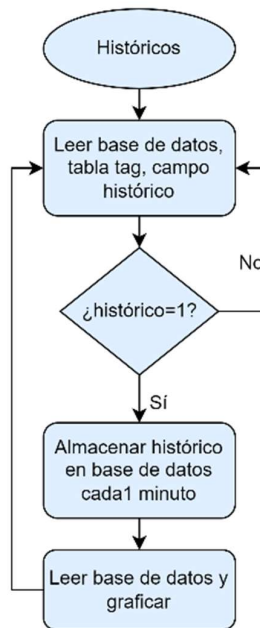 Históricos
Leer base de datos,
tabla tag, campo
histórico
No
¿histórico=1?
Sí
Almacenar histórico
en base de datos
cada1 minuto
Leer base de datos y
graficar